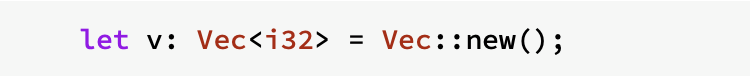 let v: Vec<i32> = Vec::new();